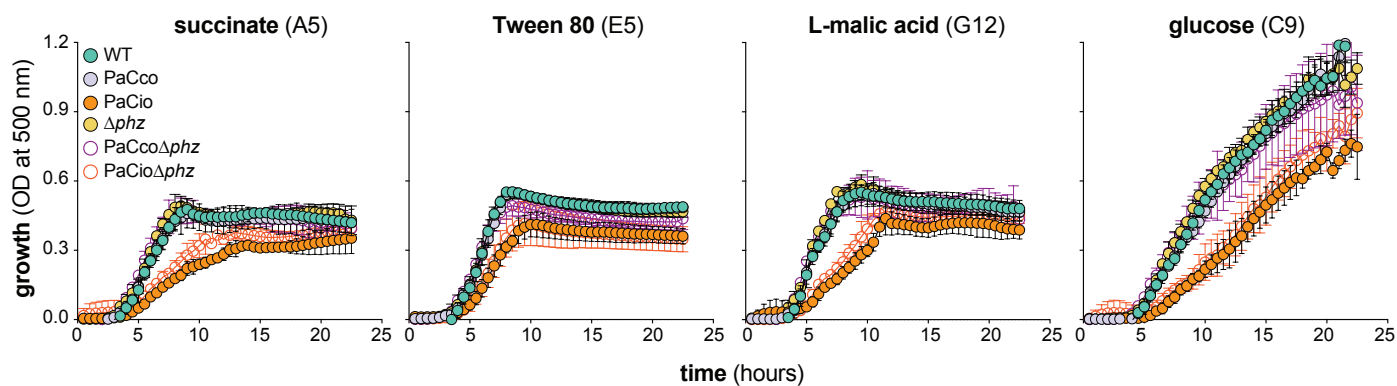 succinate (A5)
Tween 80 (E5)
L-malic acid (G12)
glucose (C9)
growth (OD at 500 nm)
1.2
0.9
0.6
0.3
0.0
WT
PaCco
PaCio
Δphz
PaCcoΔphz
PaCioΔphz
0 5 10 15 20 25
0 5 10 15 20 25
0 5 10 15 20 25
0 5 10 15 20 25
time (hours)